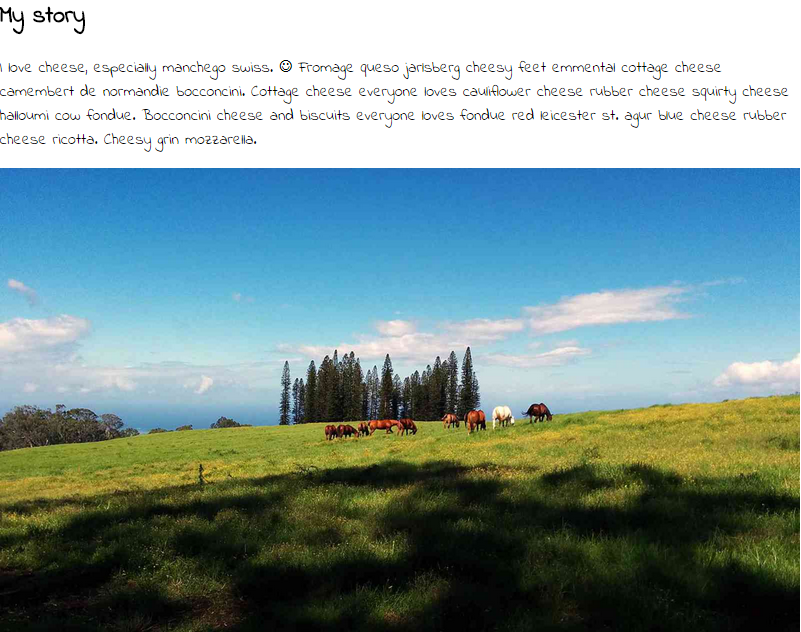 My story
I love cheese, especially manchego swiss. ☺ Fromage queso jarlsberg cheesy feet emmental cottage cheese
camembert de normandie bocconcini. Cottage cheese everyone loves cauliflower cheese rubber cheese squirty cheese
halloumi cow fondue. Bocconcini cheese and biscuits everyone loves fondue red leicester st. agur blue cheese rubber
cheese ricotta. Cheesy grin mozzarella.